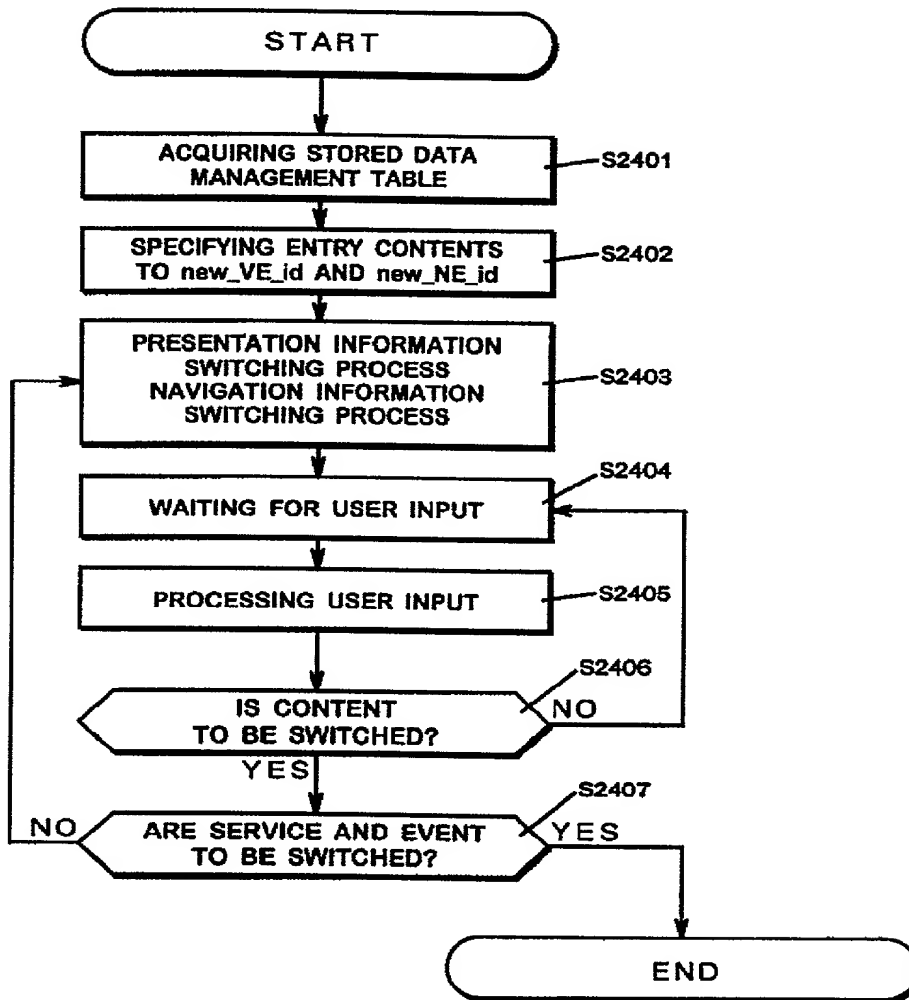 START
ACQUIRING STORED DATA
MANAGEMENT TABLE
S2401
SPECIFYING ENTRY CONTENTS
TO new_VE_id AND new_NE_id
S2402
PRESENTATION INFORMATION
SWITCHING PROCESS
NAVIGATION INFORMATION
SWITCHING PROCESS
S2403
S2404
WAITING FOR USER INPUT
PROCESSING USER INPUT
S2405
S2406
IS CONTENT
TO BE SWITCHED?
NO
YES
S2407
NO
ARE SERVICE AND EVENT
TO BE SWITCHED?
YES
END